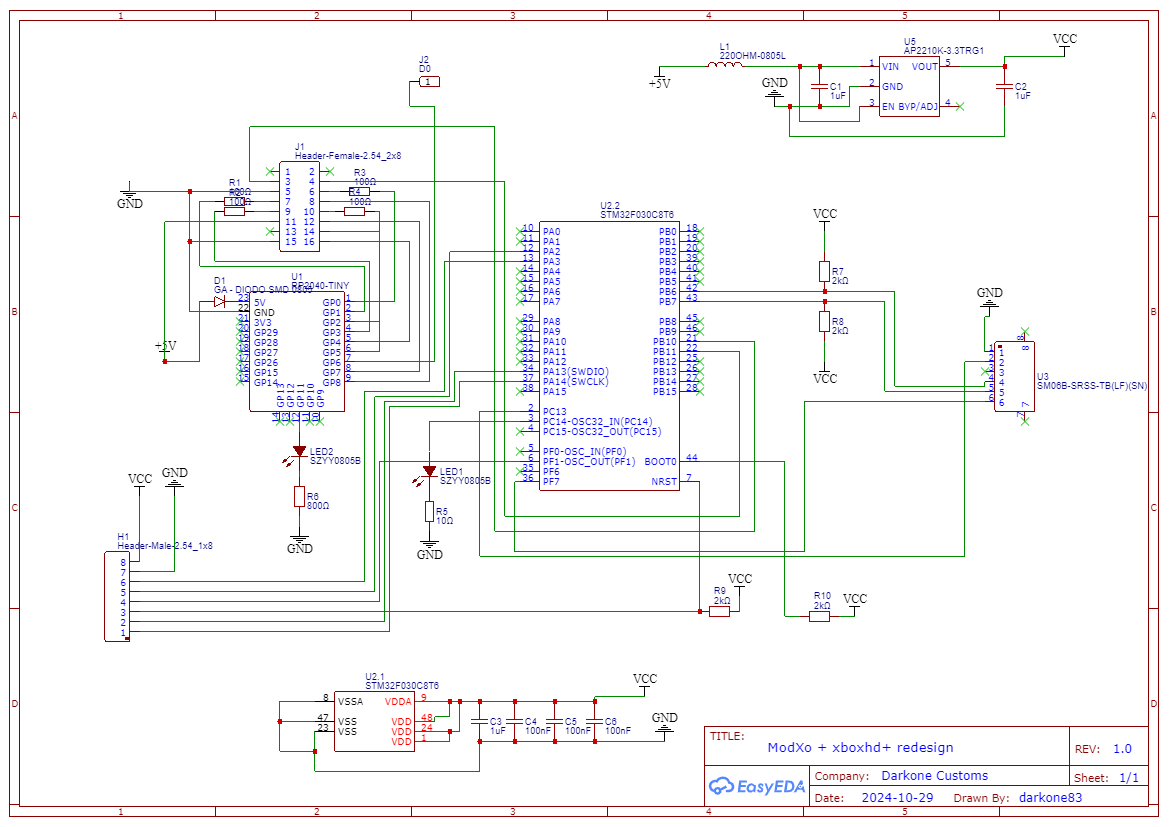 1 2 3 4 5
A
B
C
D
J2
D0
1
L1
220OHM-0805L
+5V
GND
U5
AP2210K-3.3TRG1
1 VIN VOUT 5
2 GND
3 EN BYP/ADJ 4
C1
1uF
C2
1uF
VCC
J1
Header-Female-2.54_2x8
1 2
3 4
5 6
7 8
9 10
11 12
13 14
15 16
GND
R1
100Ω
R3
100Ω
R4
100Ω
U1
RP2040-TINY
D1
GA - DIODO SMD 0805
+5V
23 5V
22 GND
21 3V3
20 GP29
19 GP28
18 GP27
17 GP26
16 GP15
15 GP14
GP0 1
GP1 2
GP2 3
GP3 4
GP4 5
GP5 6
GP6 7
GP7 8
GP8 9
GP13 GP12 GP11 GP10 GP9
14 13 12 11 10
LED2
SZYY0805B
R6
800Ω
GND
LED1
SZYY0805B
R5
10Ω
GND
U2.2
STM32F030C8T6
10 PA0
11 PA1
12 PA2
13 PA3
14 PA4
15 PA5
16 PA6
17 PA7
29 PA8
30 PA9
31 PA10
32 PA11
33 PA12
34 PA13(SWDIO)
37 PA14(SWCLK)
38 PA15
2 PC13
3 PC14-OSC32_IN(PC14)
4 PC15-OSC32_OUT(PC15)
5 PF0-OSC_IN(PF0)
6 PF1-OSC_OUT(PF1)
35 PF6
36 PF7
PB0 18
PB1 19
PB2 20
PB3 39
PB4 40
PB5 41
PB6 42
PB7 43
PB8 45
PB9 46
PB10 21
PB11 22
PB12 25
PB13 26
PB14 27
PB15 28
BOOT0 44
NRST 7
VCC
R7
2kΩ
R8
2kΩ
VCC
GND
U3
SM06B-SRSS-TB(LF)(SN)
1 1
2 2
3 3
4 4
5 5
6 6
8 8
7 7
VCC
GND
H1
Header-Male-2.54_1x8
8
7
6
5
4
3
2
1
R9
2kΩ
VCC
R10
2kΩ
VCC
U2.1
STM32F030C8T6
8 VSSA
47 VSS
23 VSS
VDDA 9
VDD 48
VDD 24
VDD 1
C3
1uF
C4
100nF
C5
100nF
C6
100nF
VCC
GND
TITLE:
ModXo + xboxhd+ redesign
REV: 1.0
EasyEDA
Company: Darkone Customs
Sheet: 1/1
Date: 2024-10-29 Drawn By: darkone83
A
B
C
D
1 2 3 4 5